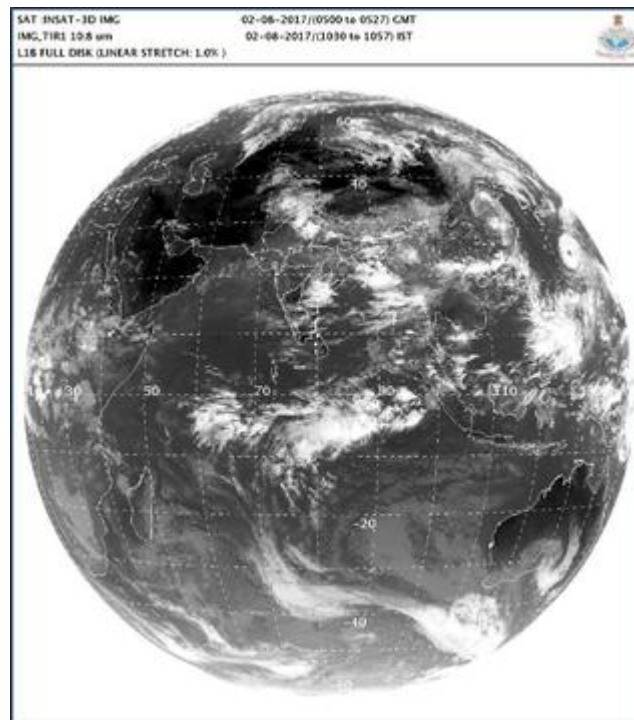 SAT :INSAT-3D IMG 02-08-2017/(0500 to 0527) GMT
IMG_TIR1 10.8 um 02-08-2017/(1030 to 1057) IST
L1B FULL DISK (LINEAR STRETCH: 1.0% )
60
40
30 50 70 110
-20
-40